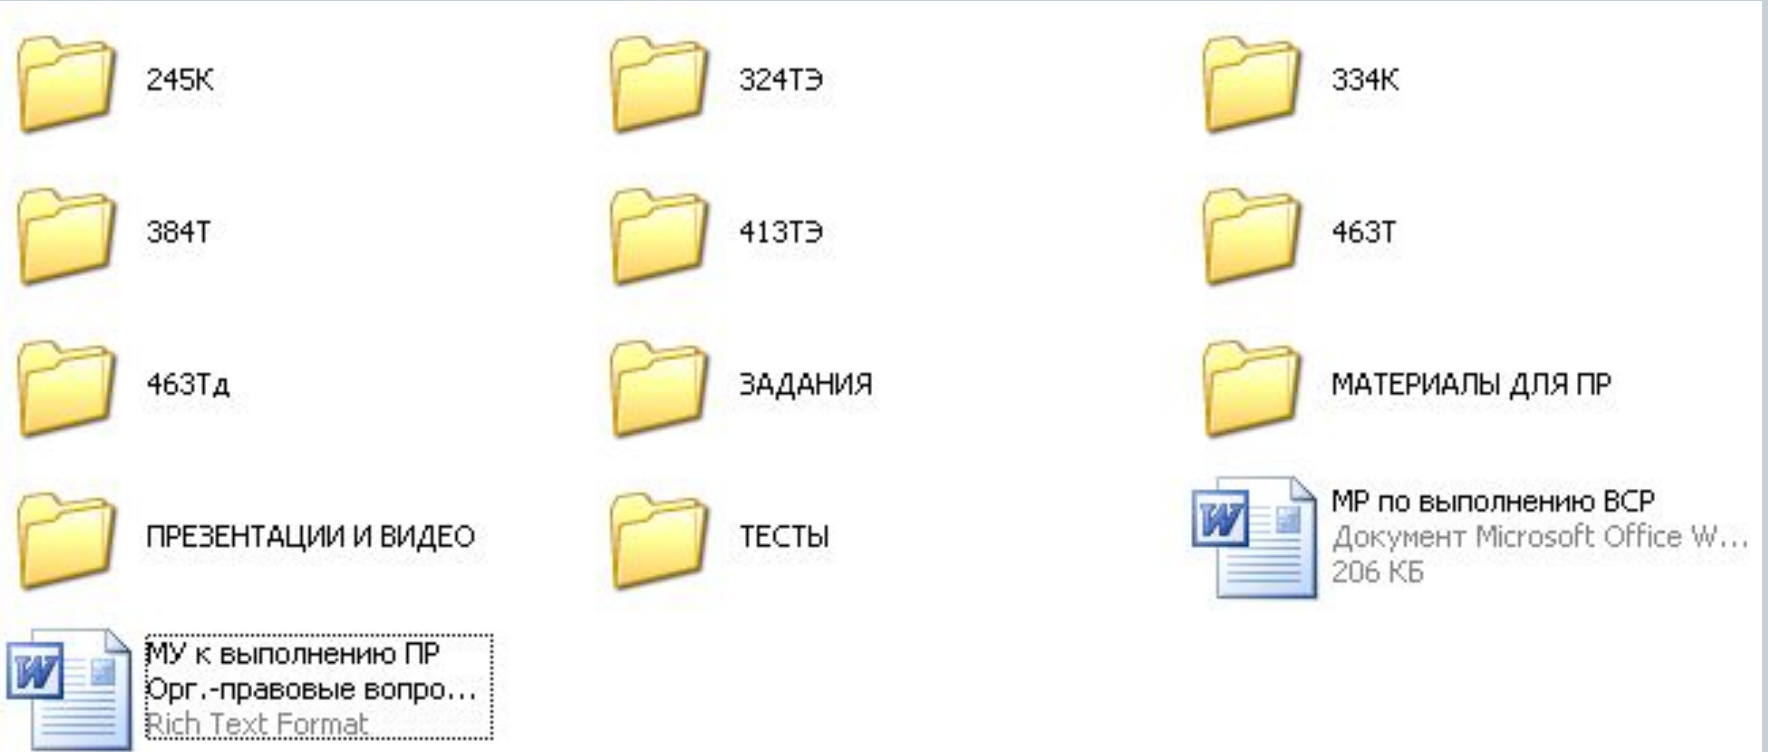 245К
324ТЭ
334К
384Т
413ТЭ
463Т
463Тд
ЗАДАНИЯ
МАТЕРИАЛЫ ДЛЯ ПР
ПРЕЗЕНТАЦИИ И ВИДЕО
ТЕСТЫ
МР по выполнению ВСР
Документ Microsoft Office W...
206 КБ
МУ к выполнению ПР
Орг.-правовые вопро...
Rich Text Format